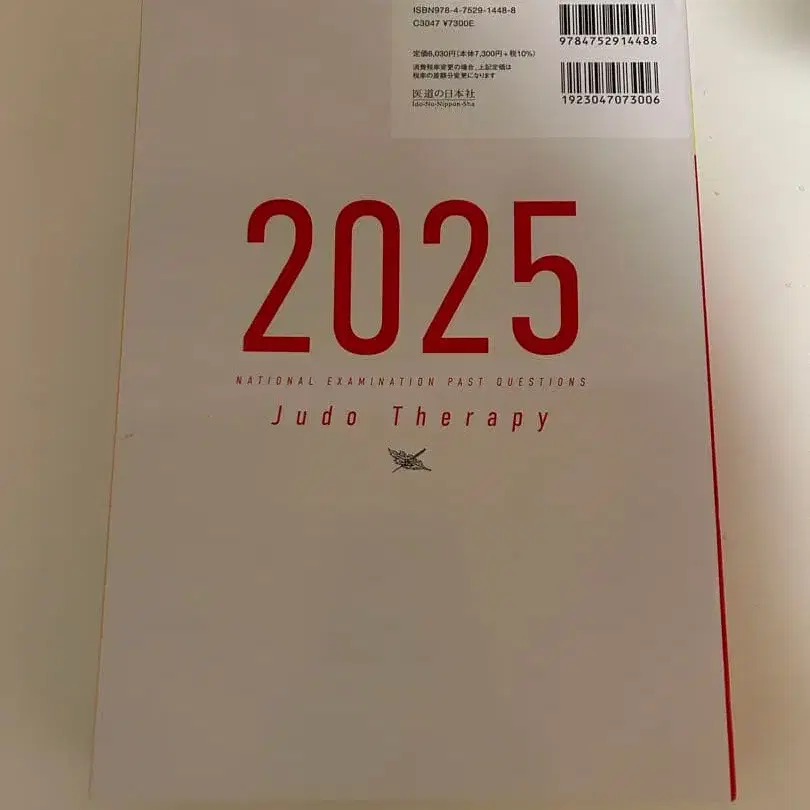 ISBN978-4-7529-1448-8
C3047 ¥7300E
9784752914488
定価8,030円(本体7,300円+税10%)
消費税率変更の場合、上記定価は
税率の差額分変更になります
医道の日本社
Ido-No-Nippon-Sha
1923047073006
2025
NATIONAL EXAMINATION PAST QUESTIONS
Judo Therapy